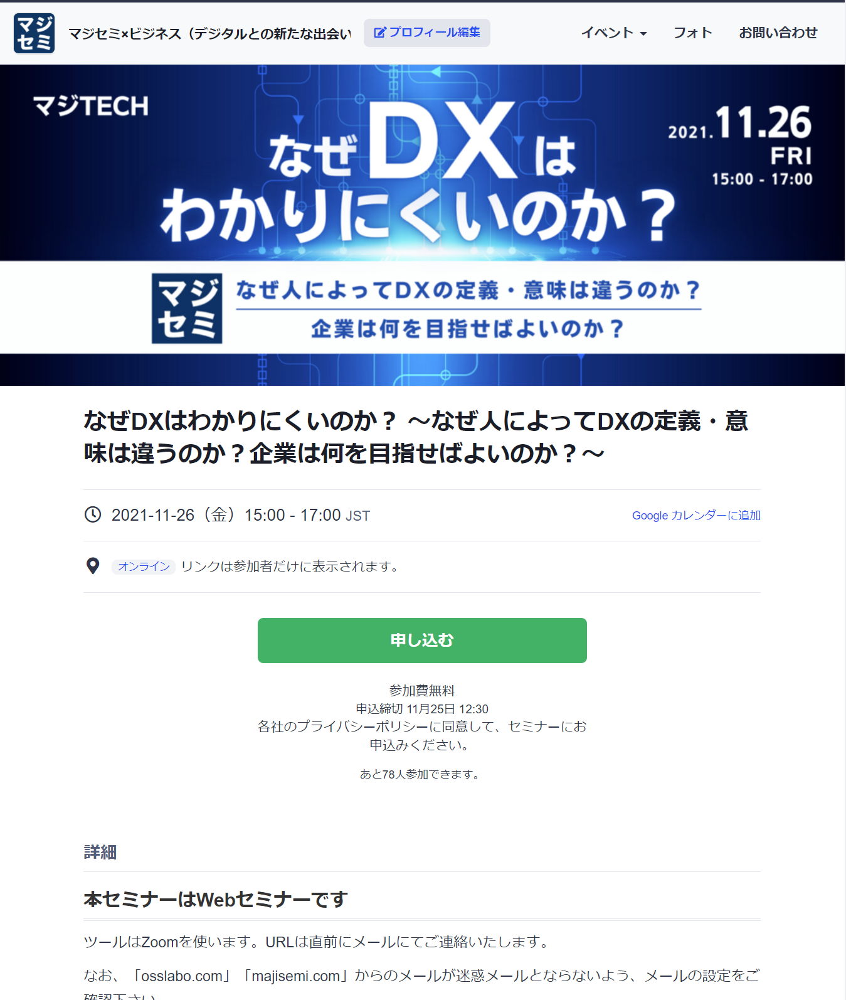 マジ
セミ
マジセミ×ビジネス（デジタルとの新たな出会い
プロフィール編集
イベント
フォト
お問い合わせ
マジTECH
なぜDXは
わかりにくいのか？
2021.11.26
FRI
15:00 - 17:00
マジ
セミ
なぜ人によってDXの定義・意味は違うのか？
企業は何を目指せばよいのか？
なぜDXはわかりにくいのか？ ～なぜ人によってDXの定義・意
味は違うのか？企業は何を目指せばよいのか？～
2021-11-26（金）15:00 - 17:00 JST
Google カレンダーに追加
オンライン リンクは参加者だけに表示されます。
申し込む
参加費無料
申込締切 11月25日 12:30
各社のプライバシーポリシーに同意して、セミナーにお
申込みください。
あと78人参加できます。
詳細
本セミナーはWebセミナーです
ツールはZoomを使います。URLは直前にメールにてご連絡いたします。
なお、「osslabo.com」「majisemi.com」からのメールが迷惑メールとならないよう、メールの設定をご
確認下さい。